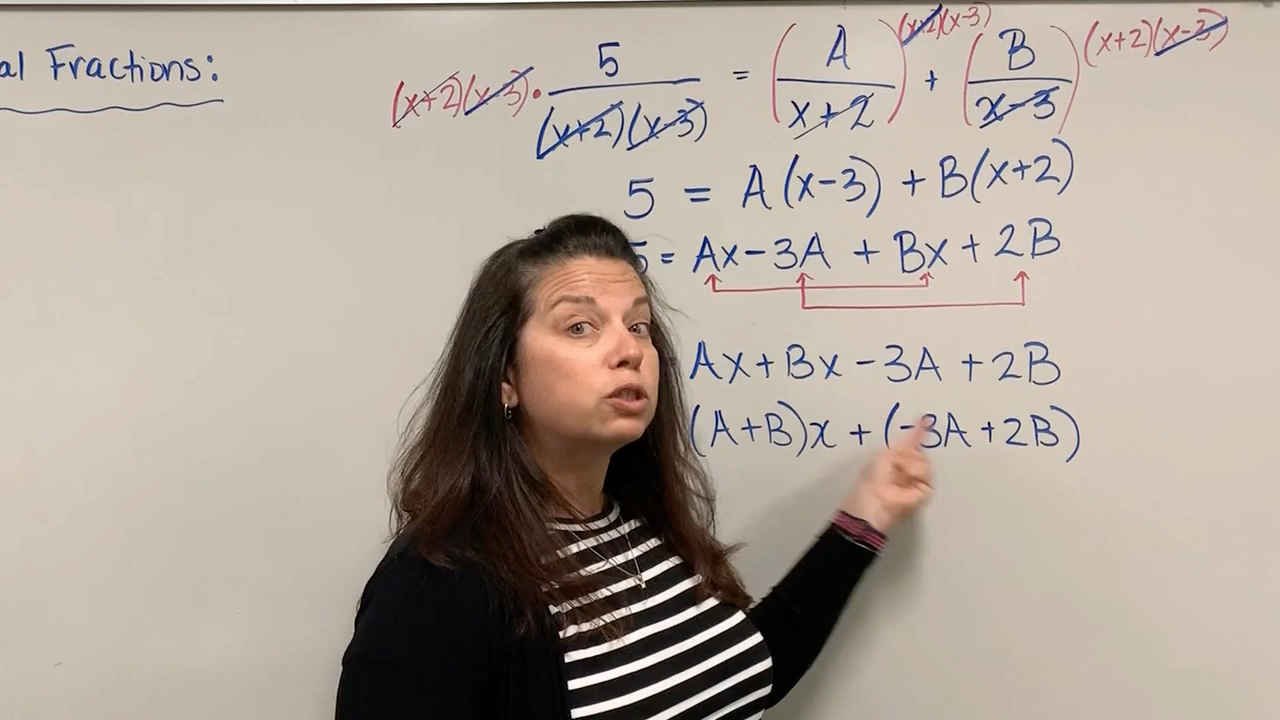 al Fractions:
(x+2)(x-3) · 5/((x+2)(x-3)) = (A/(x+2))(x+2)(x-3) + (B/(x-3))(x+2)(x-3)
5 = A(x-3) + B(x+2)
5 = Ax-3A + Bx + 2B
Ax+Bx-3A+2B
(A+B)x + (-3A+2B)